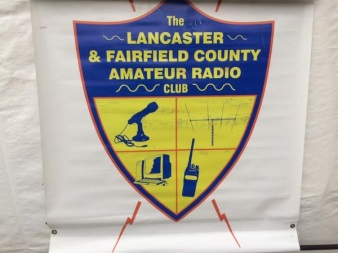 The
LANCASTER
& FAIRFIELD COUNTY
AMATEUR RADIO
CLUB